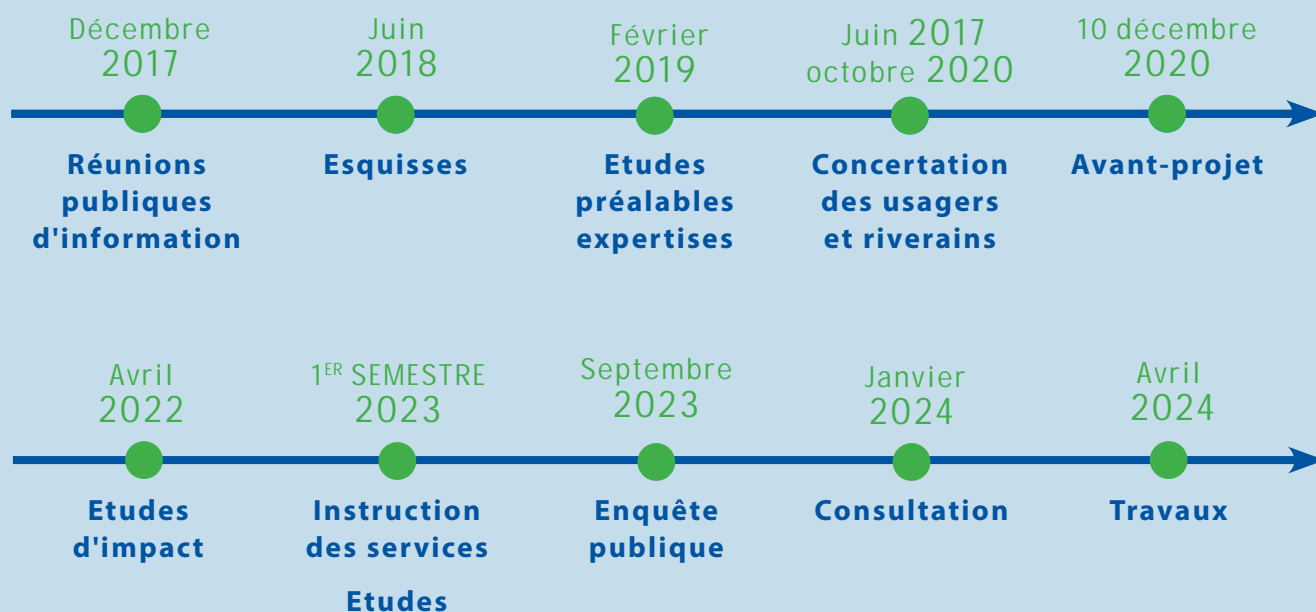 Décembre
2017
Réunions
publiques
d'information
Juin
2018
Esquisses
Février
2019
Etudes
préalables
expertises
Juin 2017
octobre 2020
Concertation
des usagers
et riverains
10 décembre
2020
Avant-projet
Avril
2022
Etudes
d'impact
1ER SEMESTRE
2023
Instruction
des services
Etudes
Septembre
2023
Enquête
publique
Janvier
2024
Consultation
Avril
2024
Travaux